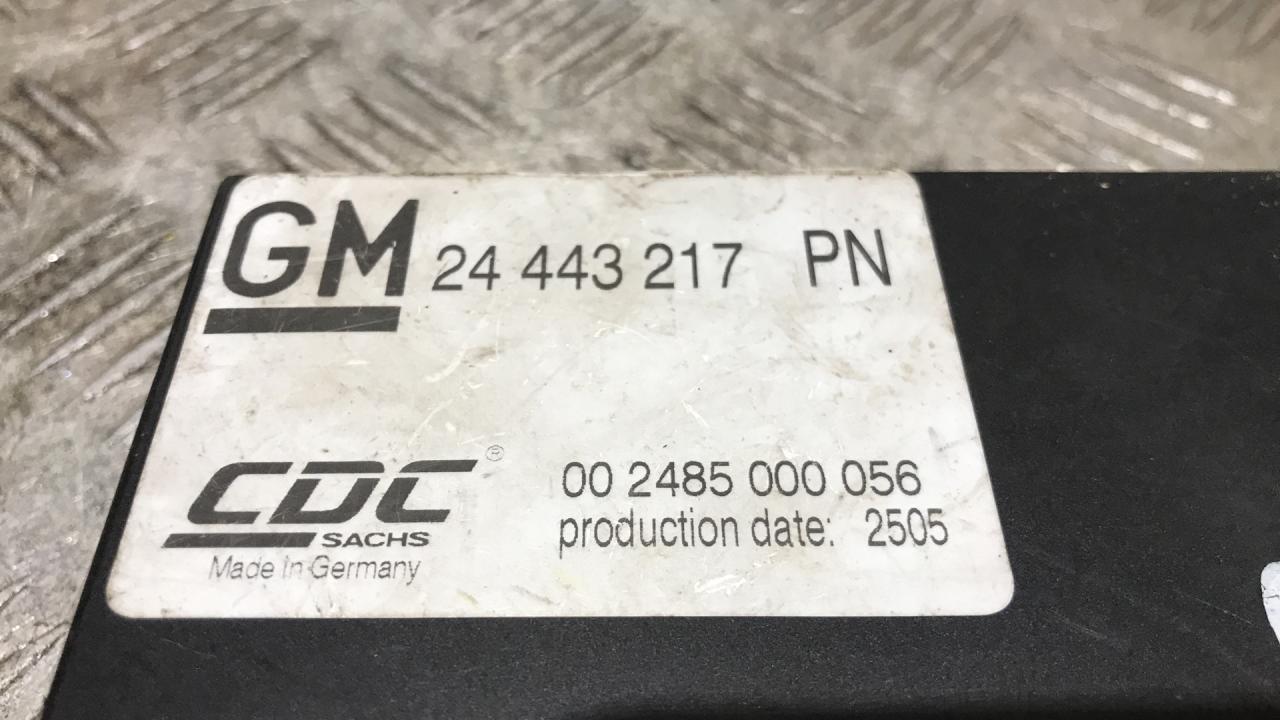 GM 24 443 217 PN
CDC®
SACHS
Made In Germany
00 2485 000 056
production date: 2505